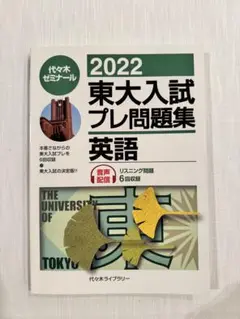 代々木
ゼミナール
2022
東大入試
プレ問題集
英語
本番さながらの
東大入試プレを
6回収録
東大入試の決定版!!
音声
配信
リスニング問題
6回収録
THE
UNIVERSITY
OF
TOKYO
東
代々木ライブラリー